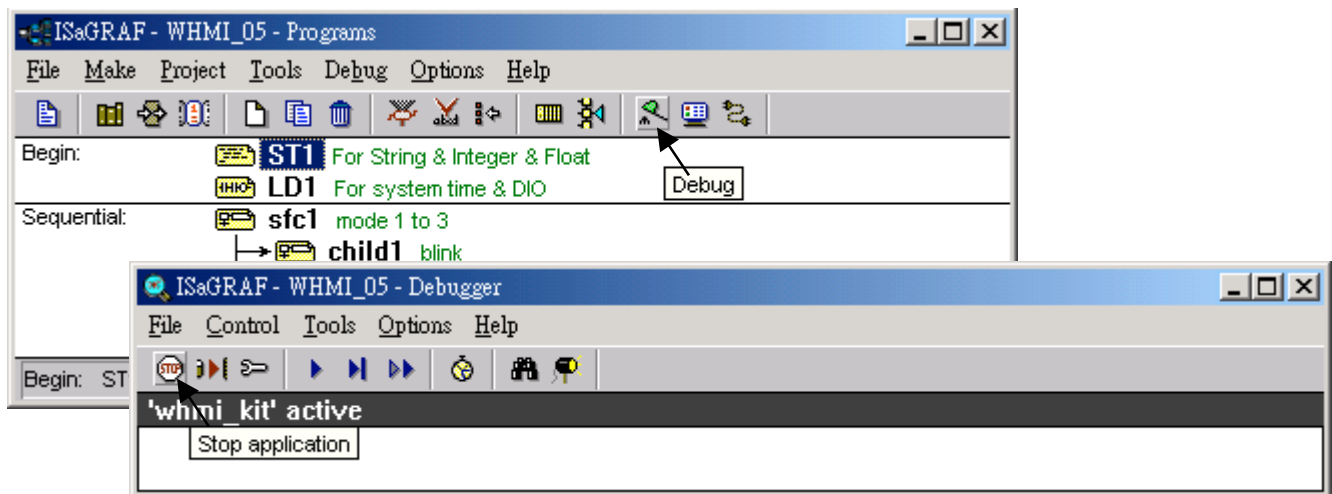 ISaGRAF - WHMI_05 - Programs
File Make Project Tools Debug Options Help
Begin: ST1 For String & Integer & Float
LD1 For system time & DIO
Debug
Sequential: sfc1 mode 1 to 3
child1 blink
ISaGRAF - WHMI_05 - Debugger
File Control Tools Options Help
STOP
Begin: ST
'whmi_kit' active
Stop application